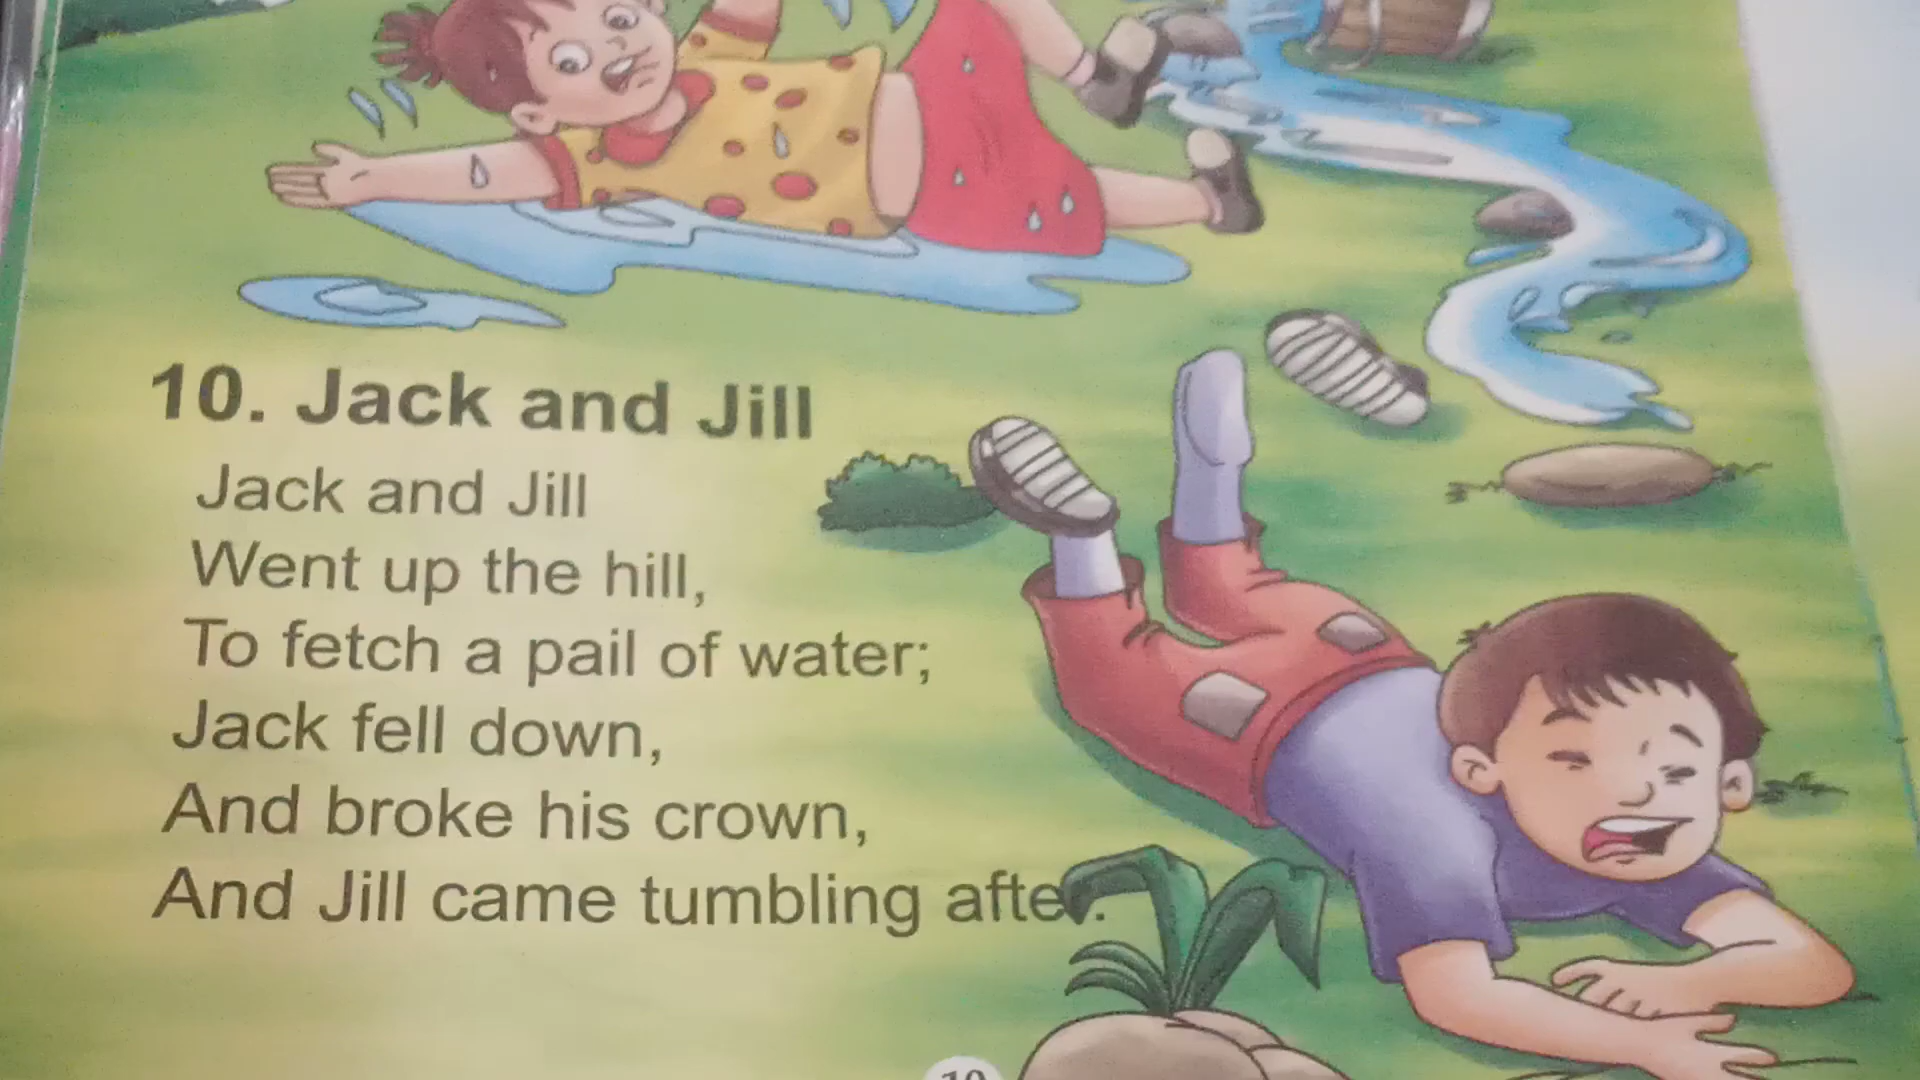 10. Jack and Jill
Jack and Jill
Went up the hill,
To fetch a pail of water;
Jack fell down,
And broke his crown,
And Jill came tumbling after.
10